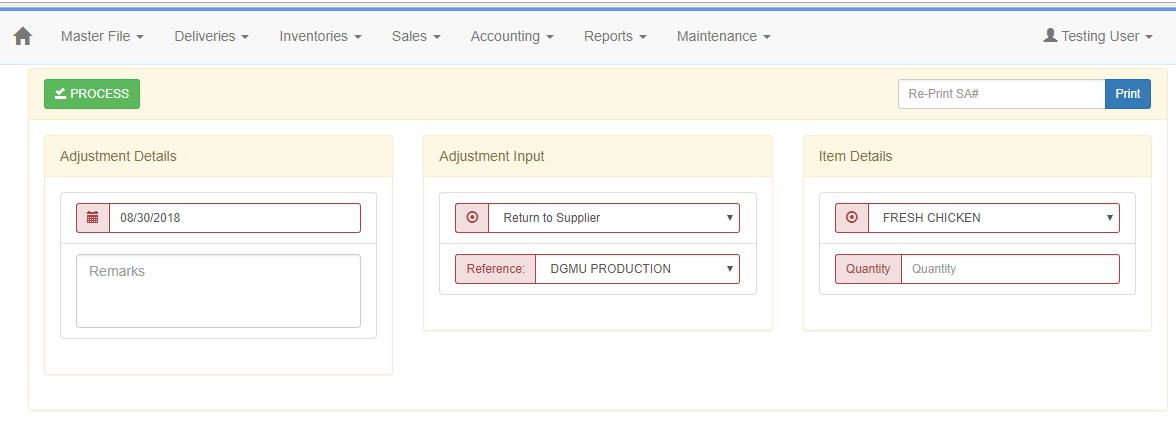 Master File Deliveries Inventories Sales Accounting Reports Maintenance Testing User
PROCESS Re-Print SA# Print
Adjustment Details
08/30/2018
Remarks
Adjustment Input
Return to Supplier
Reference: DGMU PRODUCTION
Item Details
FRESH CHICKEN
Quantity Quantity